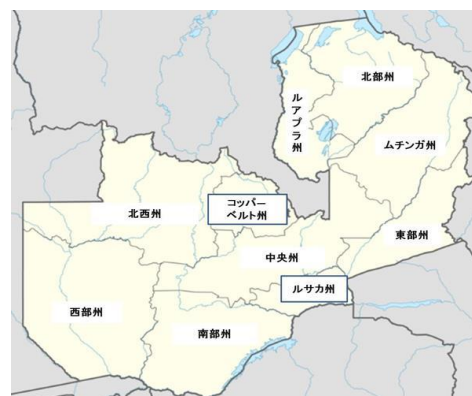 北部州
ルアプラ州
ムチンガ州
コッパー
ベルト州
北西州
東部州
中央州
ルサカ州
西部州
南部州